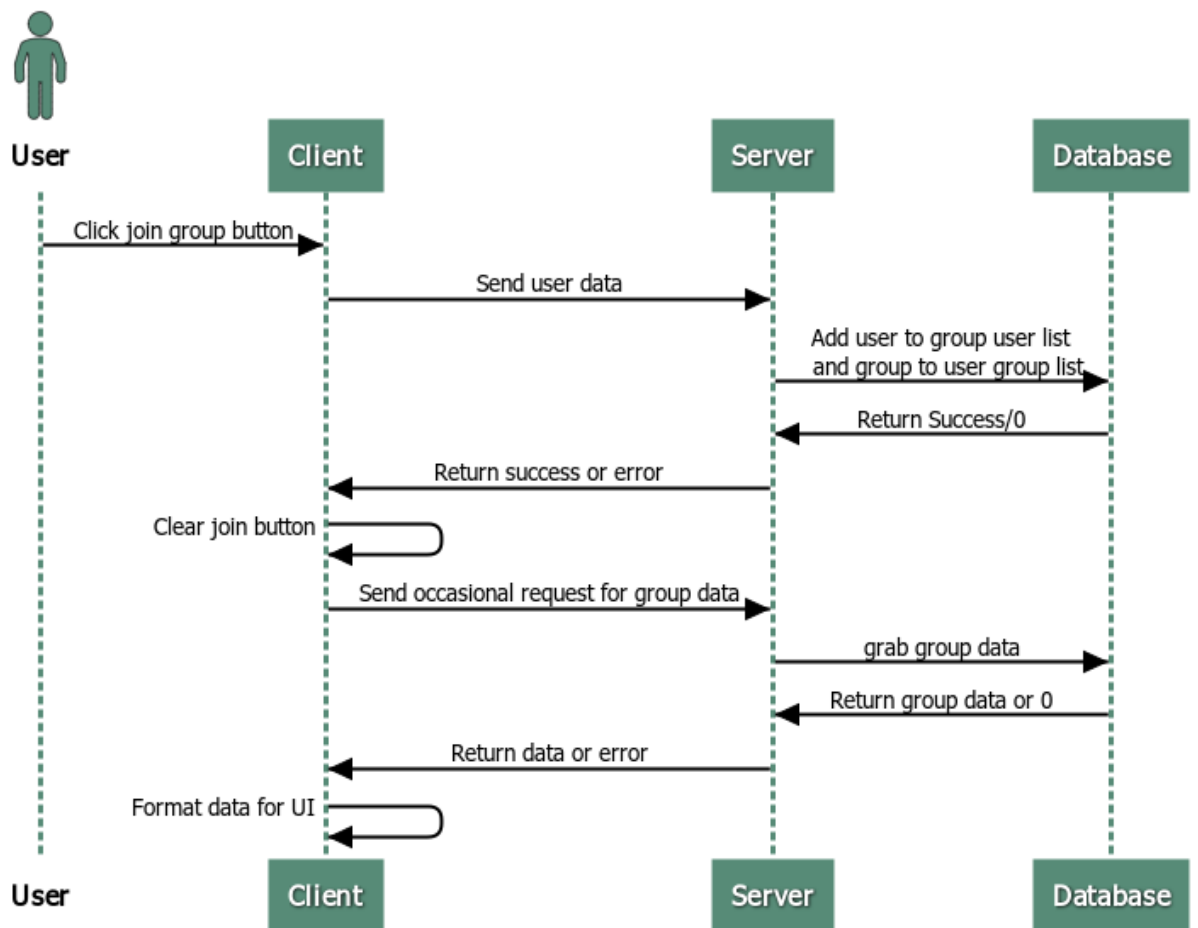 User
Client
Server
Database
Click join group button
Send user data
Add user to group user list
and group to user group list
Return Success/0
Return success or error
Clear join button
Send occasional request for group data
grab group data
Return group data or 0
Return data or error
Format data for UI
User
Client
Server
Database